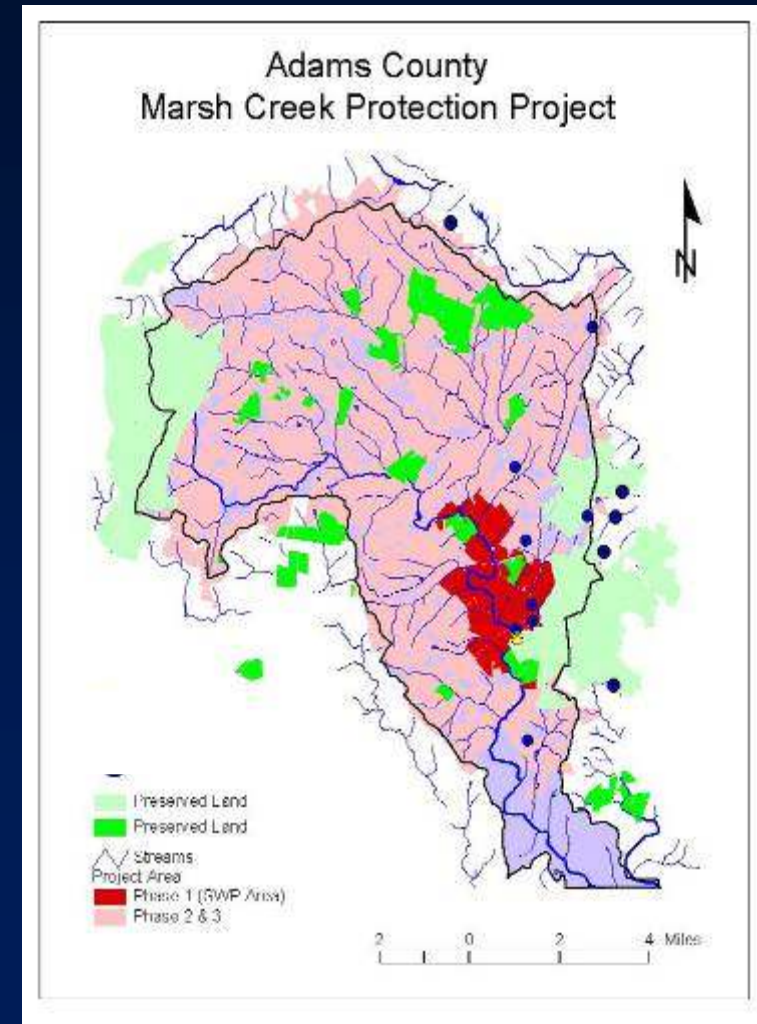 Adams County
Marsh Creek Protection Project
N
Preserved Land
Preserved Land
Streams
Project Area
Phase 1 (SWP Area)
Phase 2 & 3
2 0 2 4 Miles